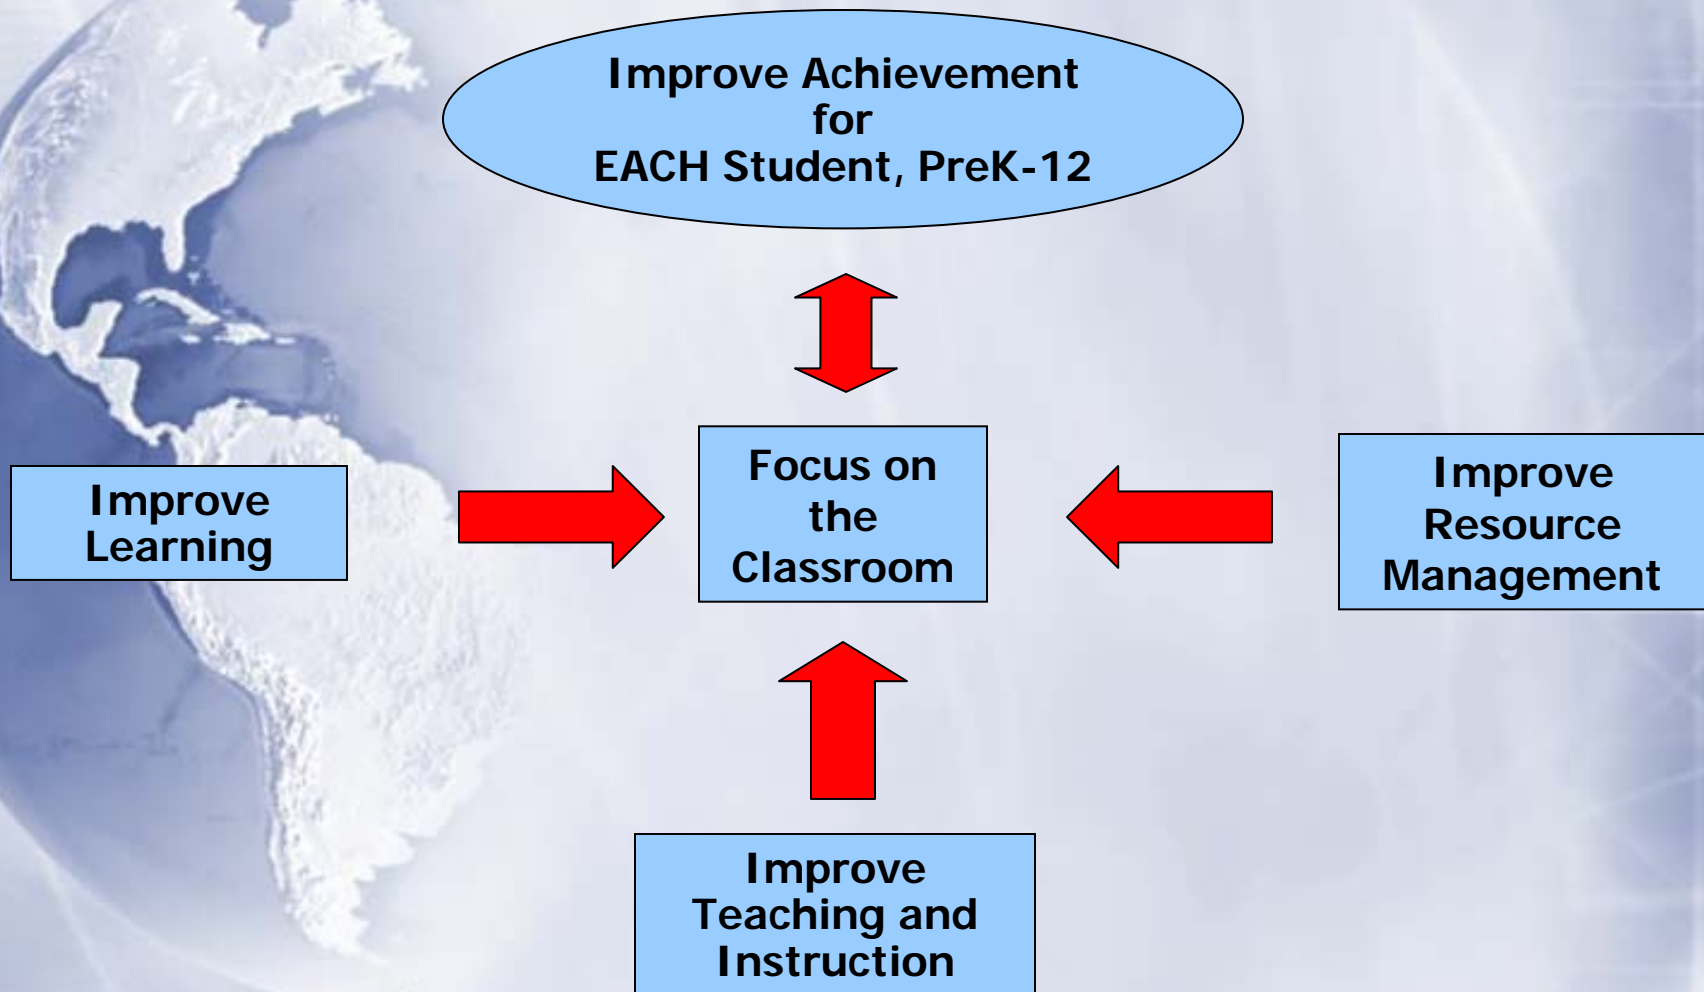 Improve Achievement
for
EACH Student, PreK-12
Improve
Learning
Focus on
the
Classroom
Improve
Resource
Management
Improve
Teaching and
Instruction